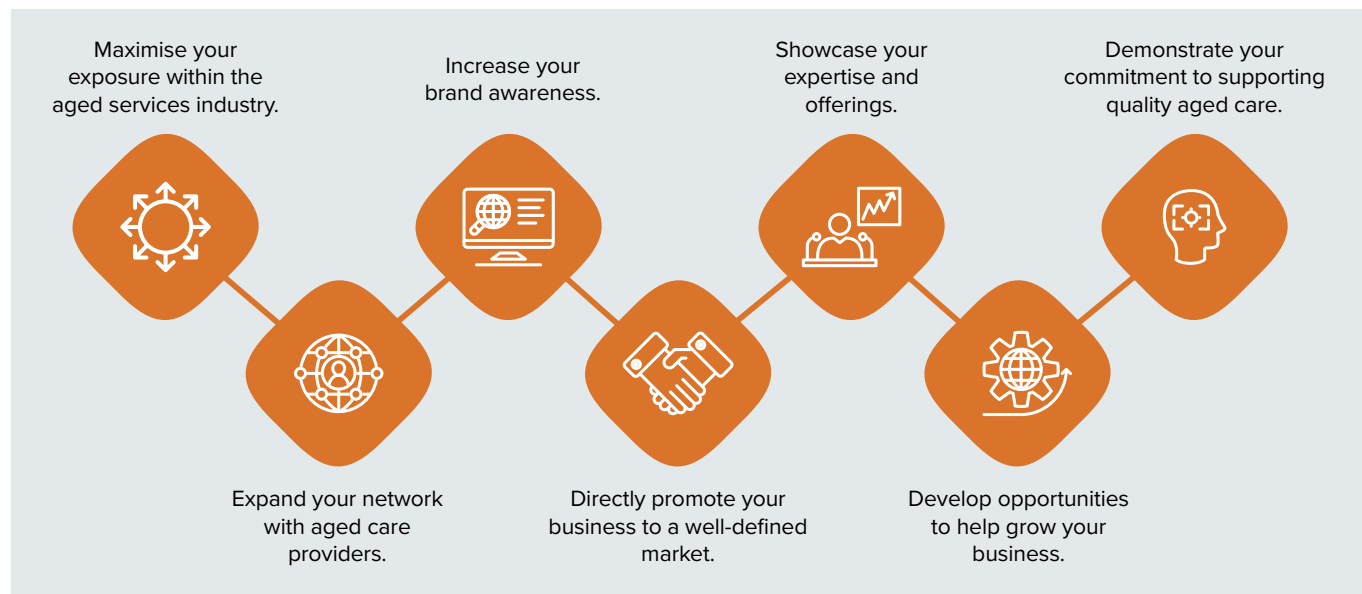 Maximise your
exposure within the
aged services industry.
Expand your network
with aged care
providers.
Increase your
brand awareness.
Directly promote your
business to a well-defined
market.
Showcase your
expertise and
offerings.
Develop opportunities
to help grow your
business.
Demonstrate your
commitment to supporting
quality aged care.